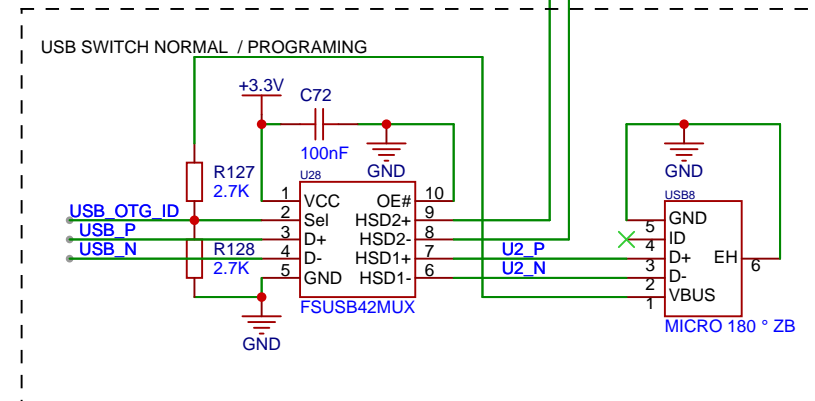 USB SWITCH NORMAL / PROGRAMING
+3.3V
C72
100nF
GND
GND
R127
2.7K
U28
USB8
1 VCC OE# 10
2 Sel HSD2+ 9
3 D+ HSD2- 8
4 D- HSD1+ 7
5 GND HSD1- 6
FSUSB42MUX
USB_OTG_ID
USB_P
USB_N
R128
2.7K
U2_P
U2_N
GND
5 GND
4 ID
3 D+ EH 6
2 D-
1 VBUS
MICRO 180 ° ZB
GND